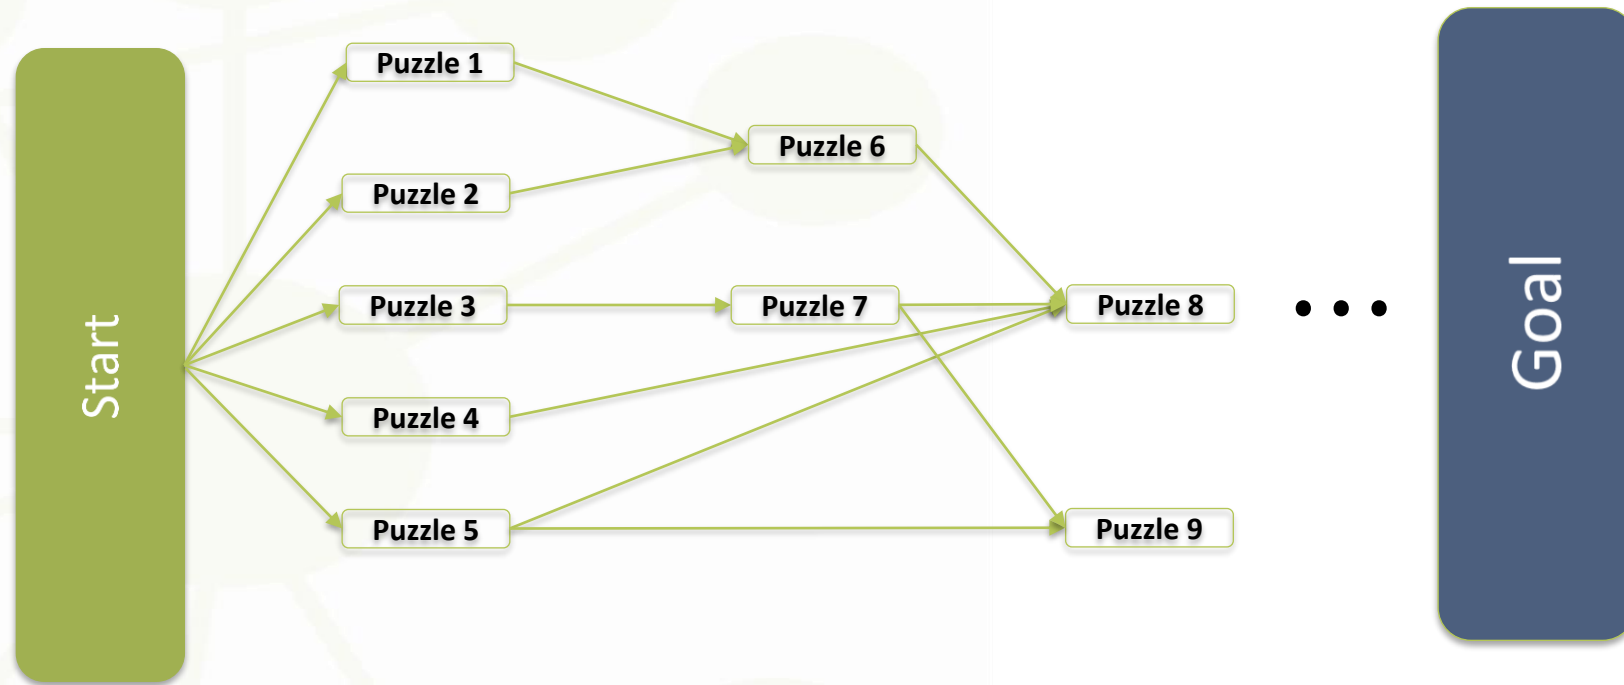 Start
Puzzle 1
Puzzle 2
Puzzle 3
Puzzle 4
Puzzle 5
Puzzle 6
Puzzle 7
Puzzle 8
Puzzle 9
• • •
Goal